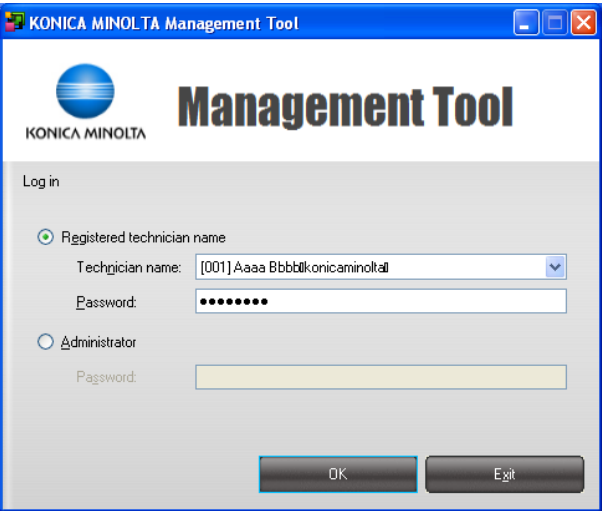 KONICA MINOLTA Management Tool
KONICA MINOLTA
Management Tool
Log in
Registered technician name
Technician name: [001] Aaaa Bbbb▯konicaminolta▯
Password: ●●●●●●●●
Administrator
Password:
OK Exit